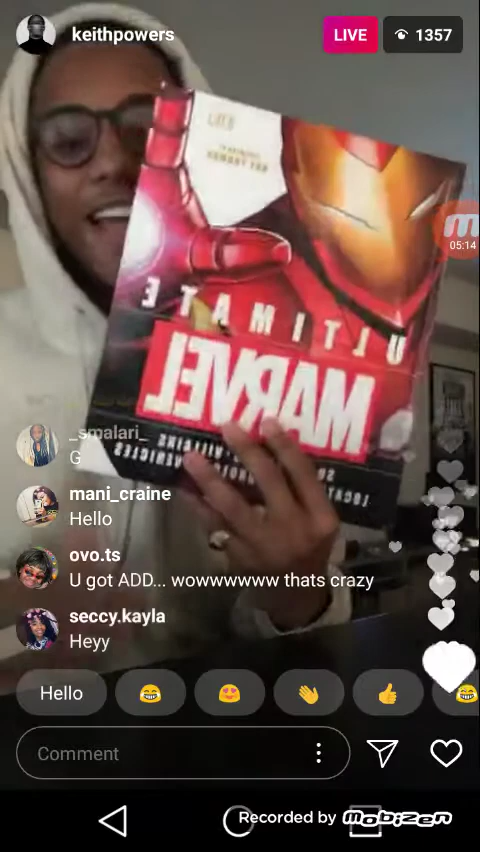 keithpowers
LIVE
1357
05:14
ULTIMATE
MARVEL
_smalari_
G
mani_craine
Hello
ovo.ts
U got ADD... wowwwwww thats crazy
seccy.kayla
Heyy
Hello
Comment
Recorded by Mobizen